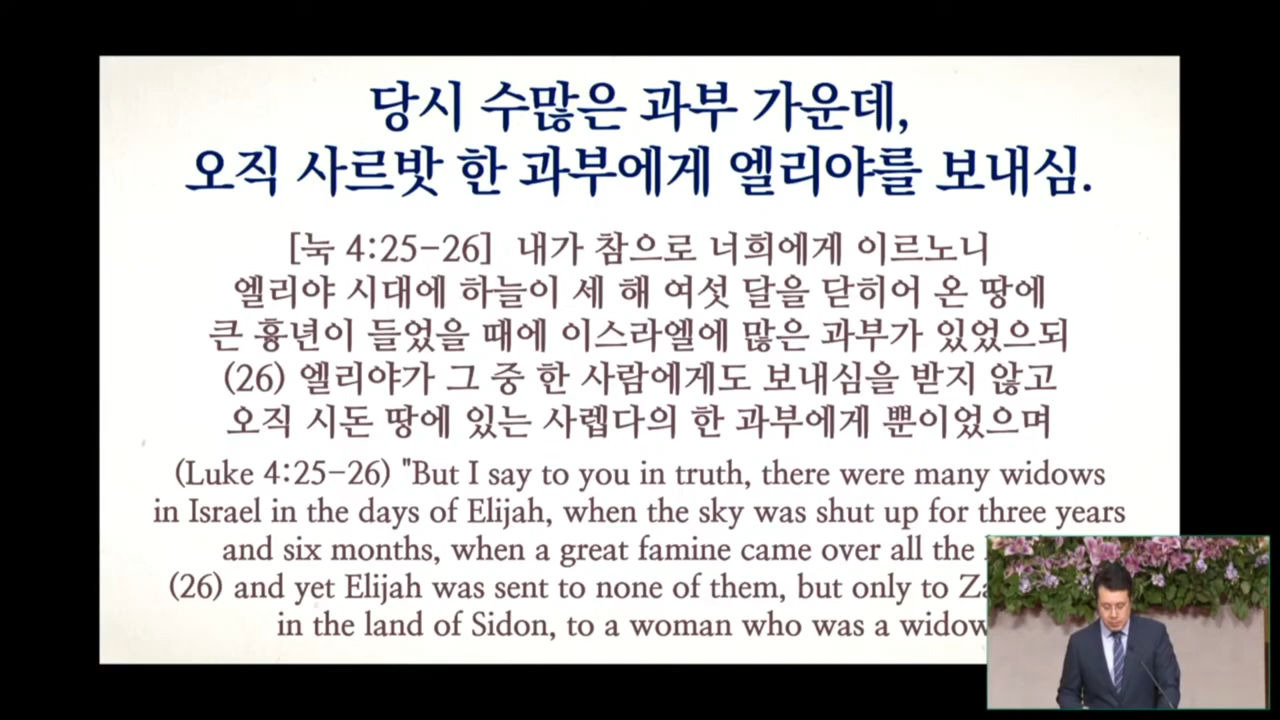 당시 수많은 과부 가운데,
오직 사르밧 한 과부에게 엘리야를 보내심.
[눅 4:25-26] 내가 참으로 너희에게 이르노니
엘리야 시대에 하늘이 세 해 여섯 달을 닫히어 온 땅에
큰 흉년이 들었을 때에 이스라엘에 많은 과부가 있었으되
(26) 엘리야가 그 중 한 사람에게도 보내심을 받지 않고
오직 시돈 땅에 있는 사렙다의 한 과부에게 뿐이었으며
(Luke 4:25-26) "But I say to you in truth, there were many widows
in Israel in the days of Elijah, when the sky was shut up for three years
and six months, when a great famine came over all the
(26) and yet Elijah was sent to none of them, but only to
in the land of Sidon, to a woman who was a widow